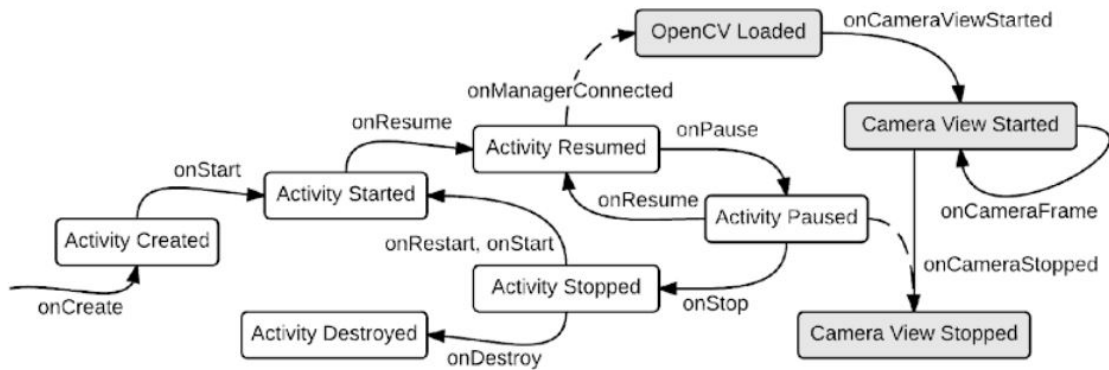 onCameraViewStarted
OpenCV Loaded
onManagerConnected
Camera View Started
onResume
onPause
Activity Resumed
onStart
Activity Started
onResume
onCameraFrame
Activity Paused
Activity Created
onRestart, onStart
onCameraStopped
Activity Stopped
onStop
onCreate
Activity Destroyed
Camera View Stopped
onDestroy